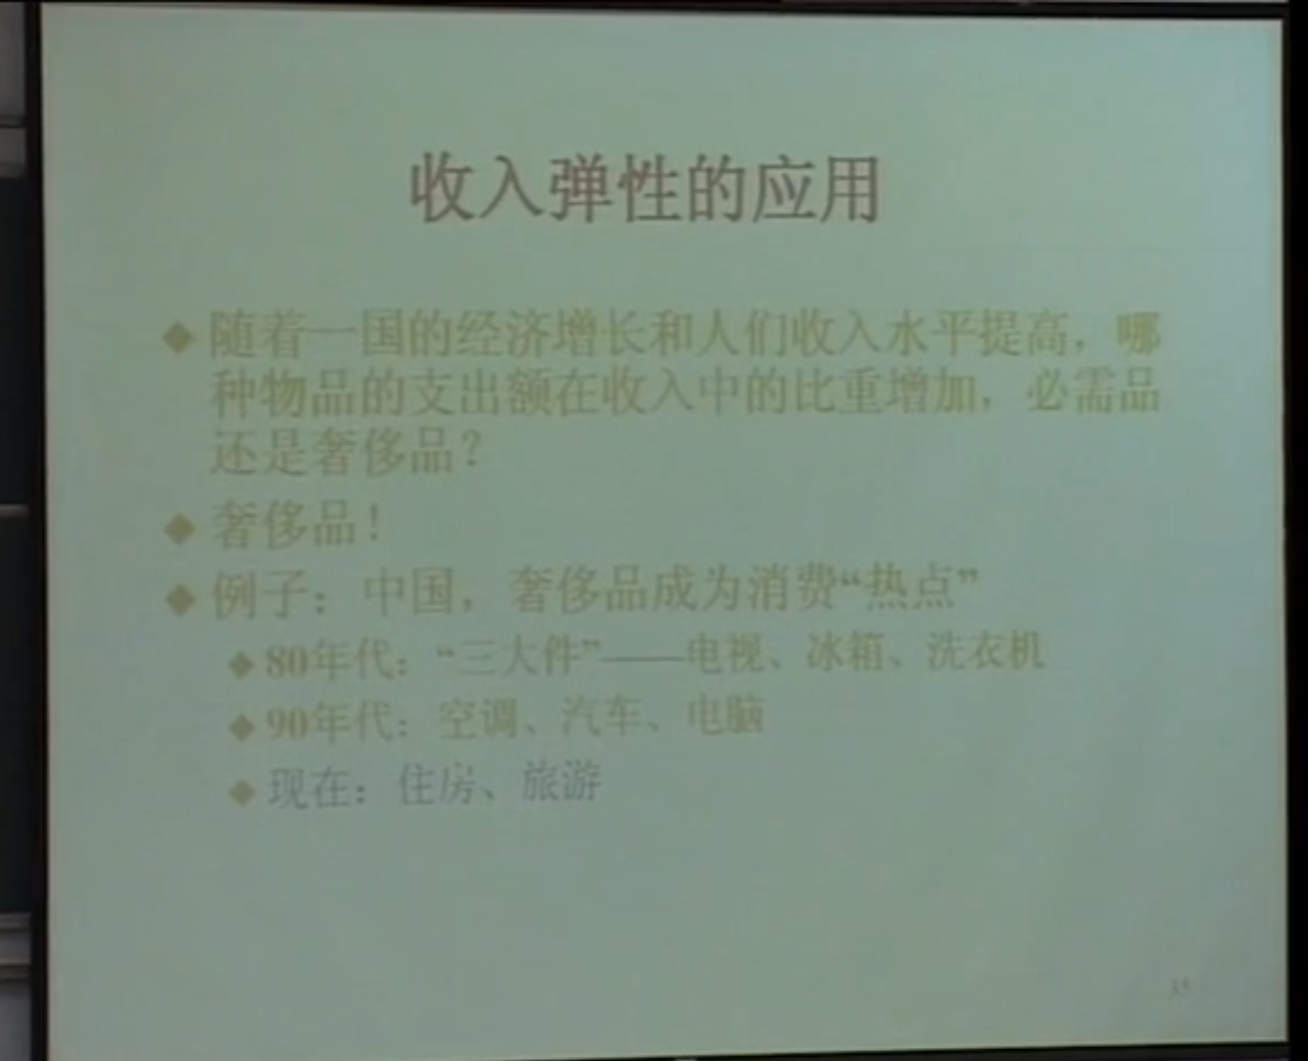 收入弹性的应用
◆ 随着一国的经济增长和人们收入水平提高，哪
种物品的支出额在收入中的比重增加，必需品
还是奢侈品？
◆ 奢侈品！
◆ 例子：中国，奢侈品成为消费“热点”
◆ 80年代：“三大件”——电视、冰箱、洗衣机
◆ 90年代：空调、汽车、电脑
◆ 现在：住房、旅游